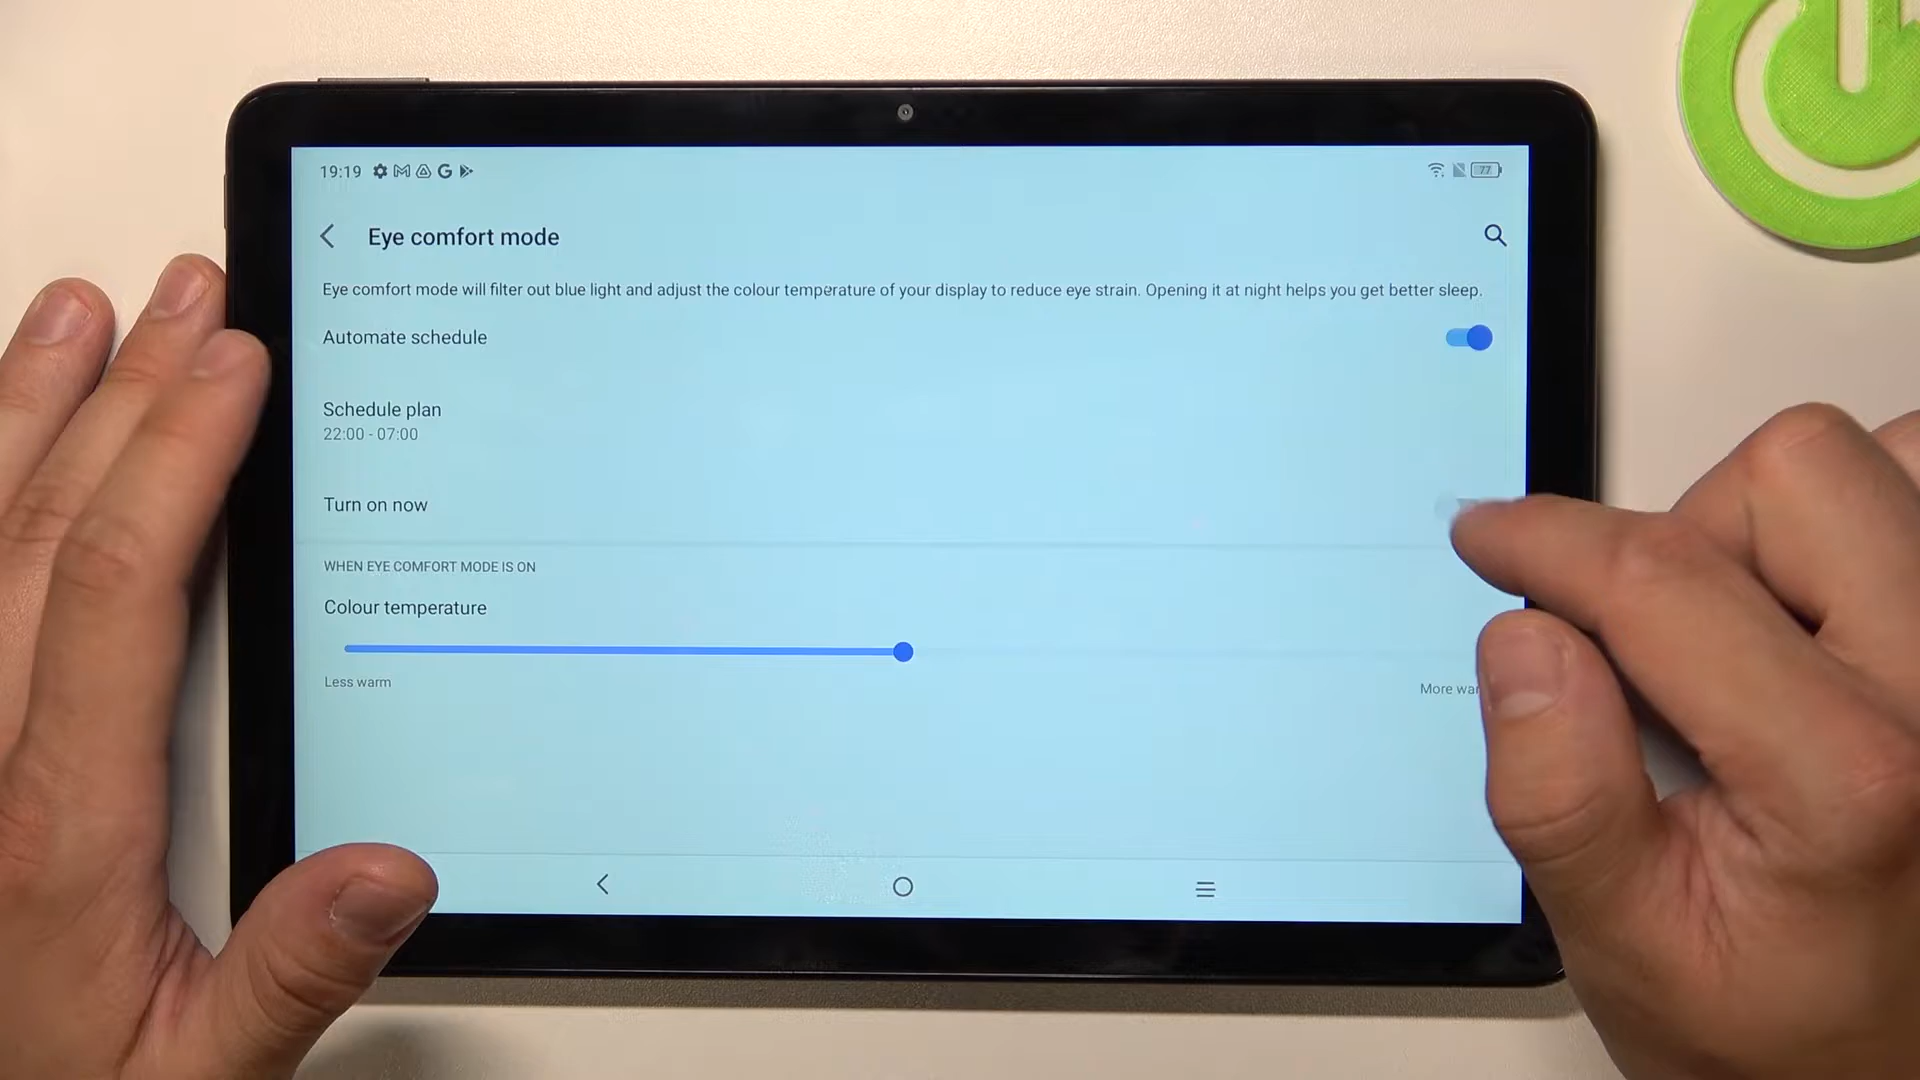 19:19
77
Eye comfort mode
Eye comfort mode will filter out blue light and adjust the colour temperature of your display to reduce eye strain. Opening it at night helps you get better sleep.
Automate schedule
Schedule plan
22:00 - 07:00
Turn on now
WHEN EYE COMFORT MODE IS ON
Colour temperature
Less warm
More